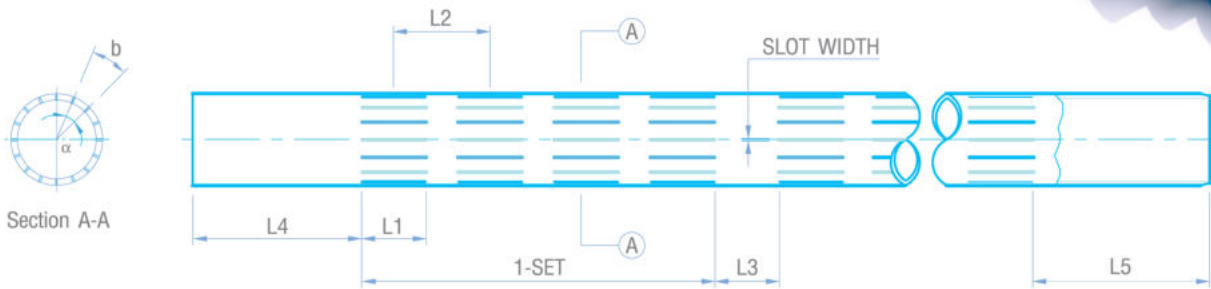 L2
A
b
SLOT WIDTH
α
Section A-A
L4
L1
A
1-SET
L3
L5